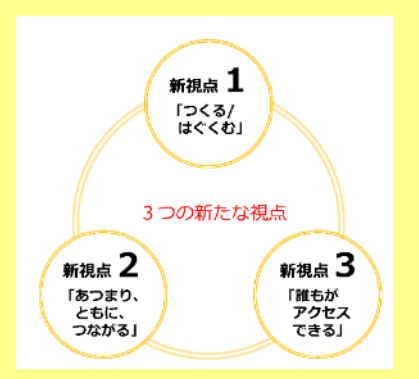 新視点 1
「つくる/
はぐくむ」
3つの新たな視点
新視点 2
「あつまり、
ともに、
つながる」
新視点 3
「誰もが
アクセス
できる」